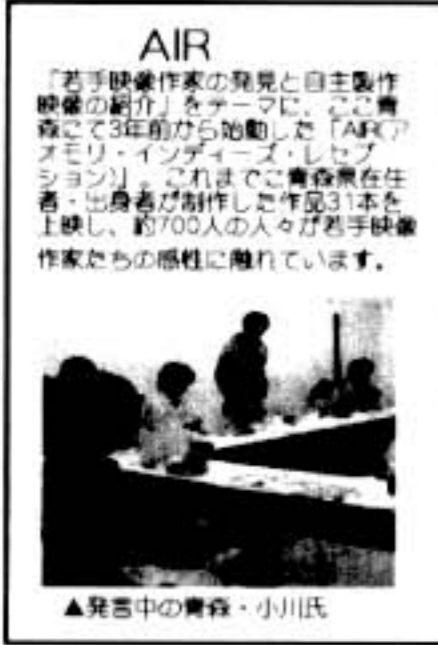 AIR
「若手映像作家の発見と自主製作
映像の紹介」をテーマに、ここ青
森にて3年前から始動した「AIR(ア
オモリ・インディーズ・レセプ
ション)」。これまでに青森県在住
者・出身者が制作した作品31本を
上映し、約700人の人々が若手映像
作家たちの感性に触れています。
▲発言中の青森・小川氏